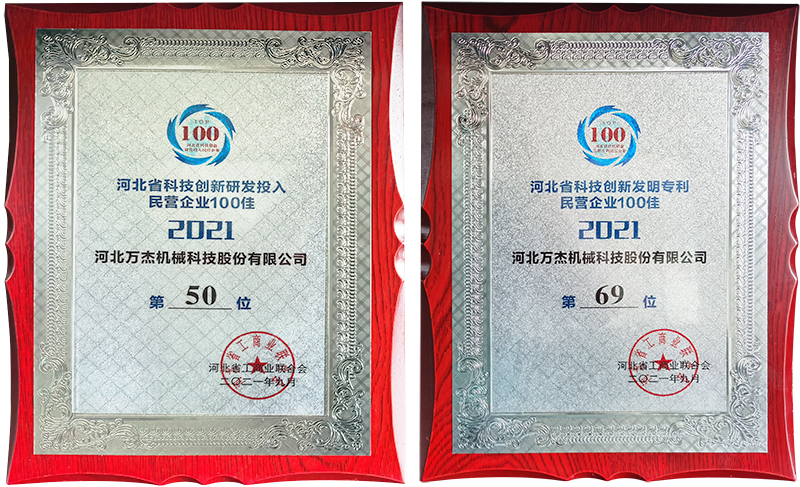 TOP
100
河北省科技创新研发投入
民营企业100佳
2021
河北万杰机械科技股份有限公司
第 50 位
河北省工商业联合会
二〇二一年九月
TOP
100
河北省科技创新发明专利
民营企业100佳
2021
河北万杰机械科技股份有限公司
第 69 位
河北省工商业联合会
二〇二一年九月